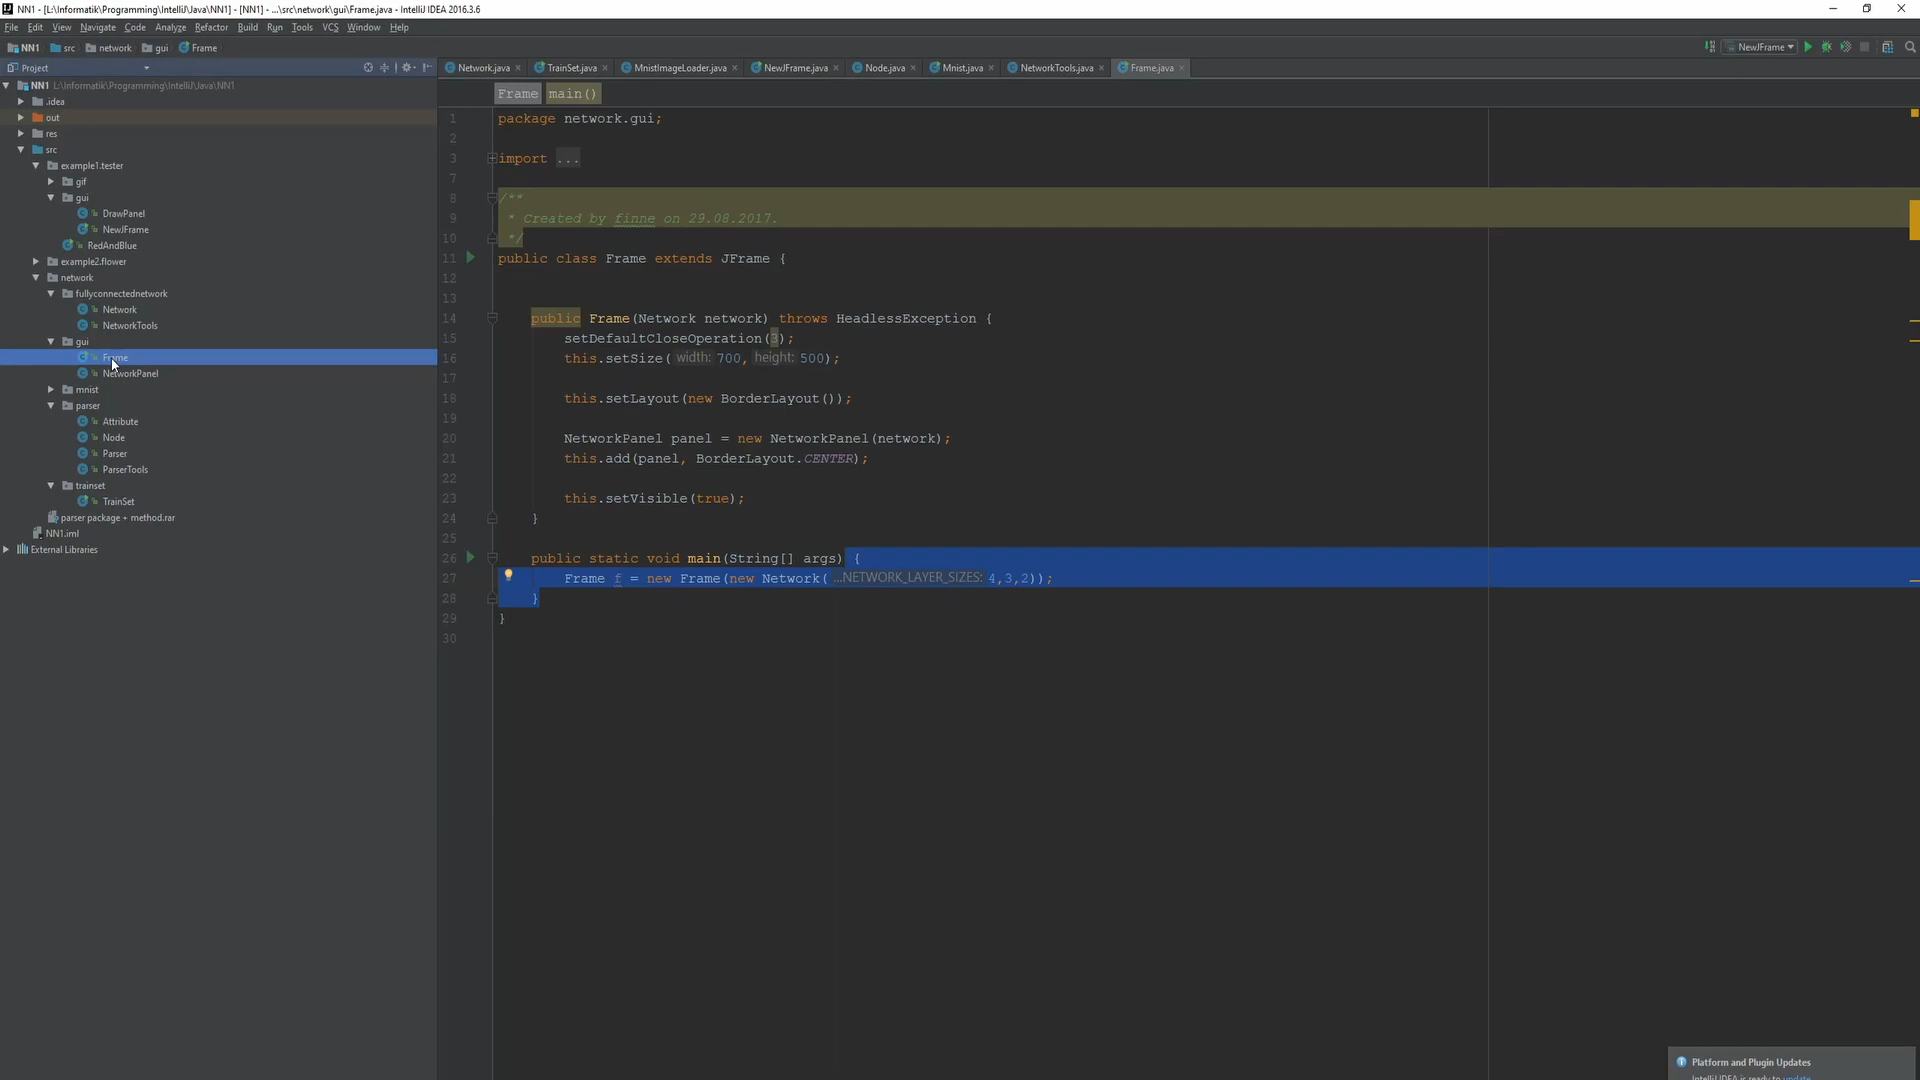 NN1 - [L:\Informatik\Programming\IntelliJ\Java\NN1] - [NN1] - ...\src\network\gui\Frame.java - IntelliJ IDEA 2016.3.6
File Edit View Navigate Code Analyze Refactor Build Run Tools VCS Window Help
NN1 src network gui Frame
NewJFrame
Project
Network.java TrainSet.java MnistImageLoader.java NewJFrame.java Node.java Mnist.java NetworkTools.java Frame.java
NN1 L:\Informatik\Programming\IntelliJ\Java\NN1
.idea
out
res
src
example1.tester
gif
gui
DrawPanel
NewJFrame
RedAndBlue
example2.flower
network
fullyconnectednetwork
Network
NetworkTools
gui
Frame
NetworkPanel
mnist
parser
Attribute
Node
Parser
ParserTools
trainset
TrainSet
parser package + method.rar
NN1.iml
External Libraries
Frame main()
1 package network.gui;
2
3 import ...
7
8 /**
9 * Created by finne on 29.08.2017.
10 */
11 public class Frame extends JFrame {
12
13
14 public Frame(Network network) throws HeadlessException {
15 setDefaultCloseOperation(3);
16 this.setSize( width: 700, height: 500);
17
18 this.setLayout(new BorderLayout());
19
20 NetworkPanel panel = new NetworkPanel(network);
21 this.add(panel, BorderLayout.CENTER);
22
23 this.setVisible(true);
24 }
25
26 public static void main(String[] args) {
27 Frame f = new Frame(new Network( ...NETWORK_LAYER_SIZES: 4,3,2));
28 }
29 }
30
Platform and Plugin Updates
IntelliJ IDEA is ready to update.